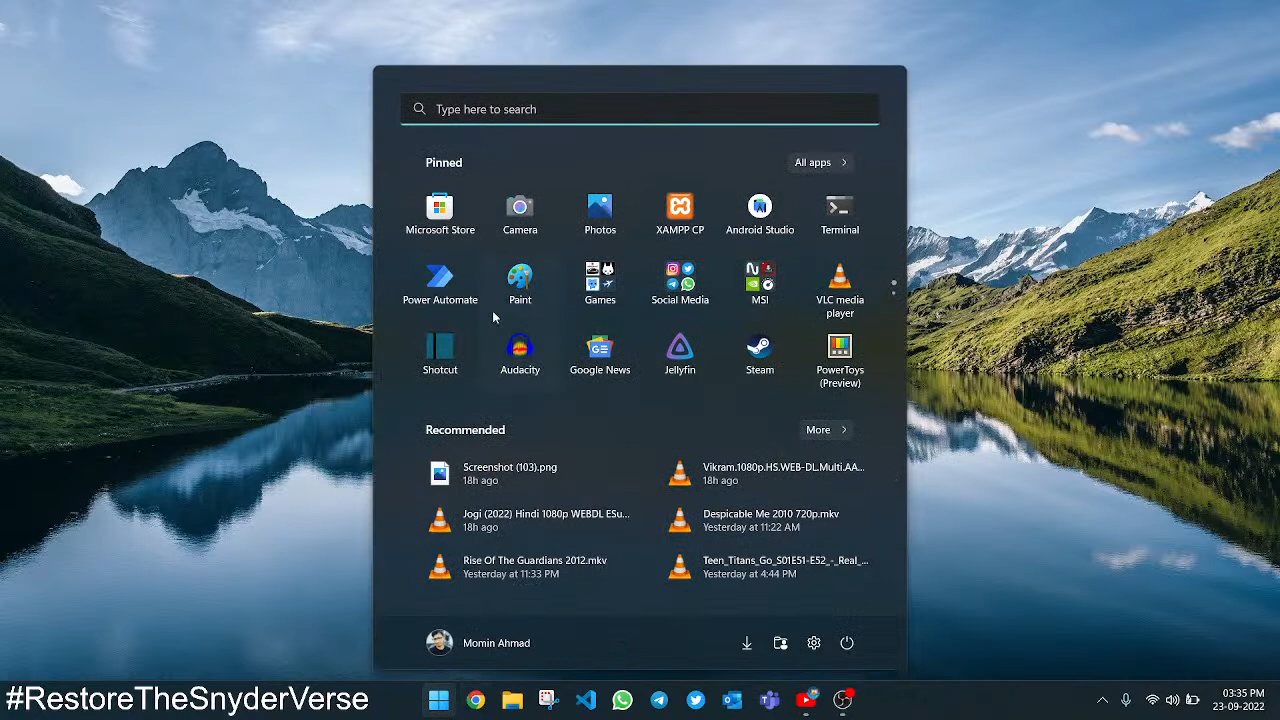 Type here to search
Pinned
All apps
Microsoft Store
Camera
Photos
XAMPP CP
Android Studio
Terminal
Power Automate
Paint
Games
Social Media
MSI
VLC media
player
Shotcut
Audacity
Google News
Jellyfin
Steam
PowerToys
(Preview)
Recommended
More
Screenshot (103).png
18h ago
Vikram.1080p.HS.WEB-DL.Multi.AA...
18h ago
Jogi (2022) Hindi 1080p WEBDL ESu...
18h ago
Despicable Me 2010 720p.mkv
Yesterday at 11:22 AM
Rise Of The Guardians 2012.mkv
Yesterday at 11:33 PM
Teen_Titans_Go_S01E51-E52_-_Real_...
Yesterday at 4:44 PM
Momin Ahmad
#RestoreTheSnyderVerse
03:35 PM
23-09-2022